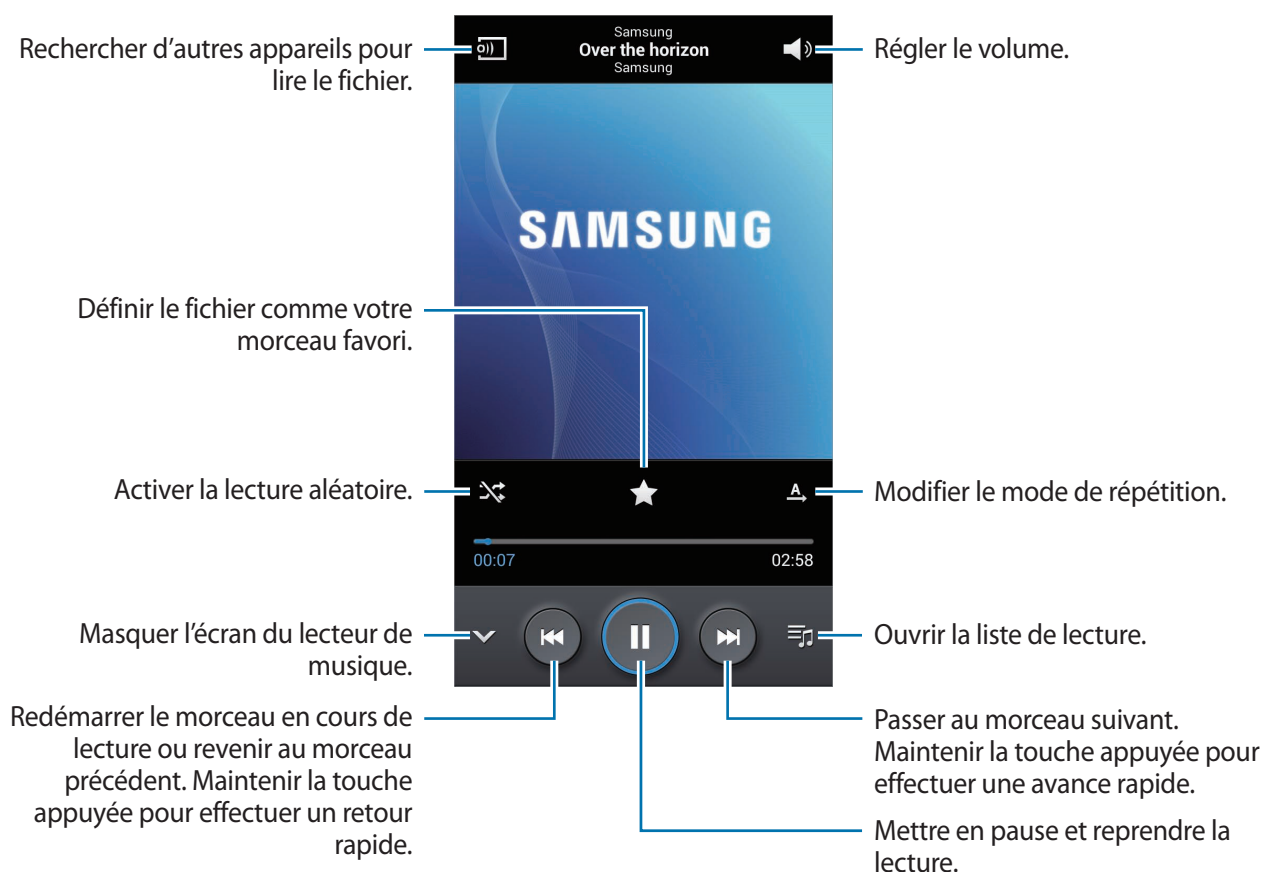 Rechercher d’autres appareils pour
lire le fichier.
Samsung
Over the horizon
Samsung
Régler le volume.
SAMSUNG
Définir le fichier comme votre
morceau favori.
Activer la lecture aléatoire.
A
Modifier le mode de répétition.
00:07
02:58
Masquer l’écran du lecteur de
musique.
Ouvrir la liste de lecture.
Redémarrer le morceau en cours de
lecture ou revenir au morceau
précédent. Maintenir la touche
appuyée pour effectuer un retour
rapide.
Passer au morceau suivant.
Maintenir la touche appuyée pour
effectuer une avance rapide.
Mettre en pause et reprendre la
lecture.